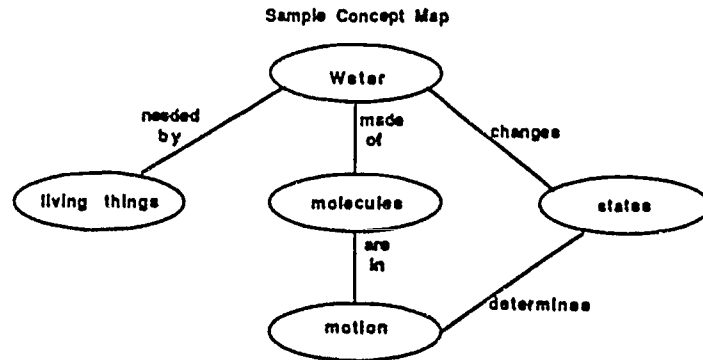 Sample Concept Map
Water
needed
by
made
of
changes
living things
molecules
states
are
in
determines
motion